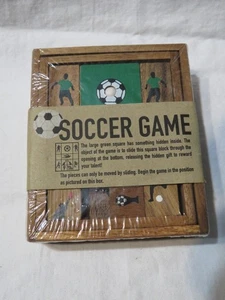 SOCCER GAME
The large green square has something hidden inside. The
object of the game is to slide this square block through the
opening at the bottom, releasing the hidden gift to reward
your talent!
The pieces can only be moved by sliding. Begin the game in the position
as pictured on this box.